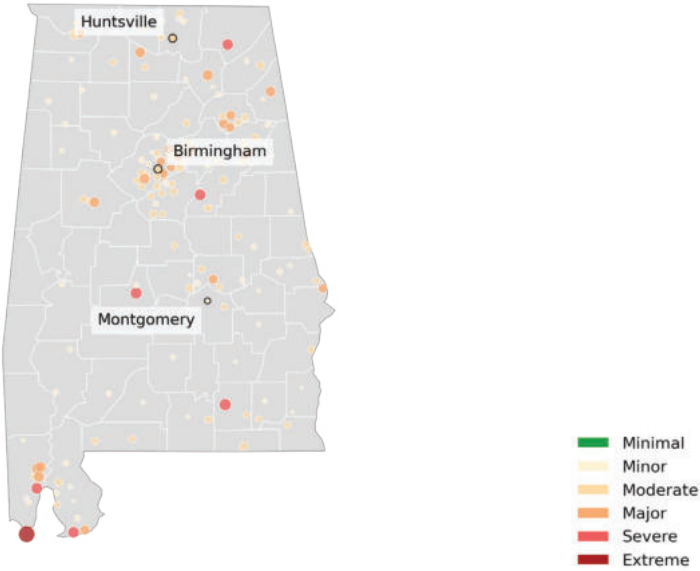 Huntsville
Birmingham
Montgomery
Minimal
Minor
Moderate
Major
Severe
Extreme